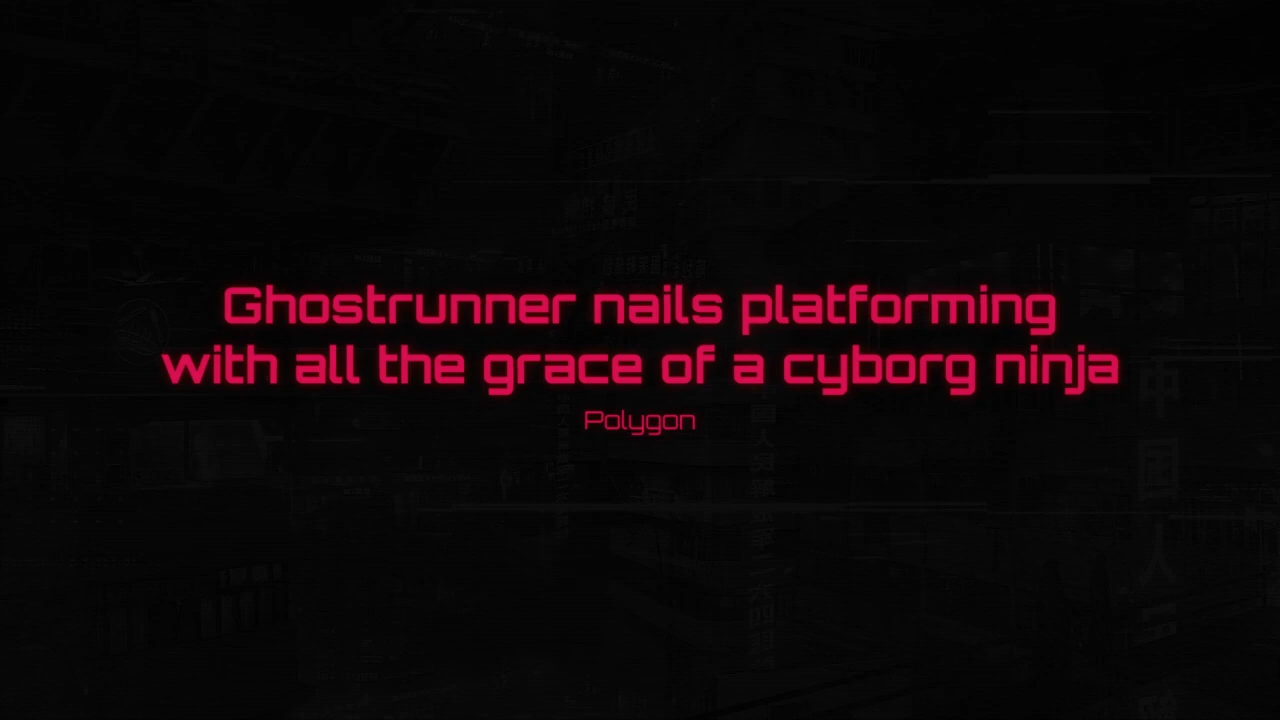 Ghostrunner nails platforming
with all the grace of a cyborg ninja
Polygon